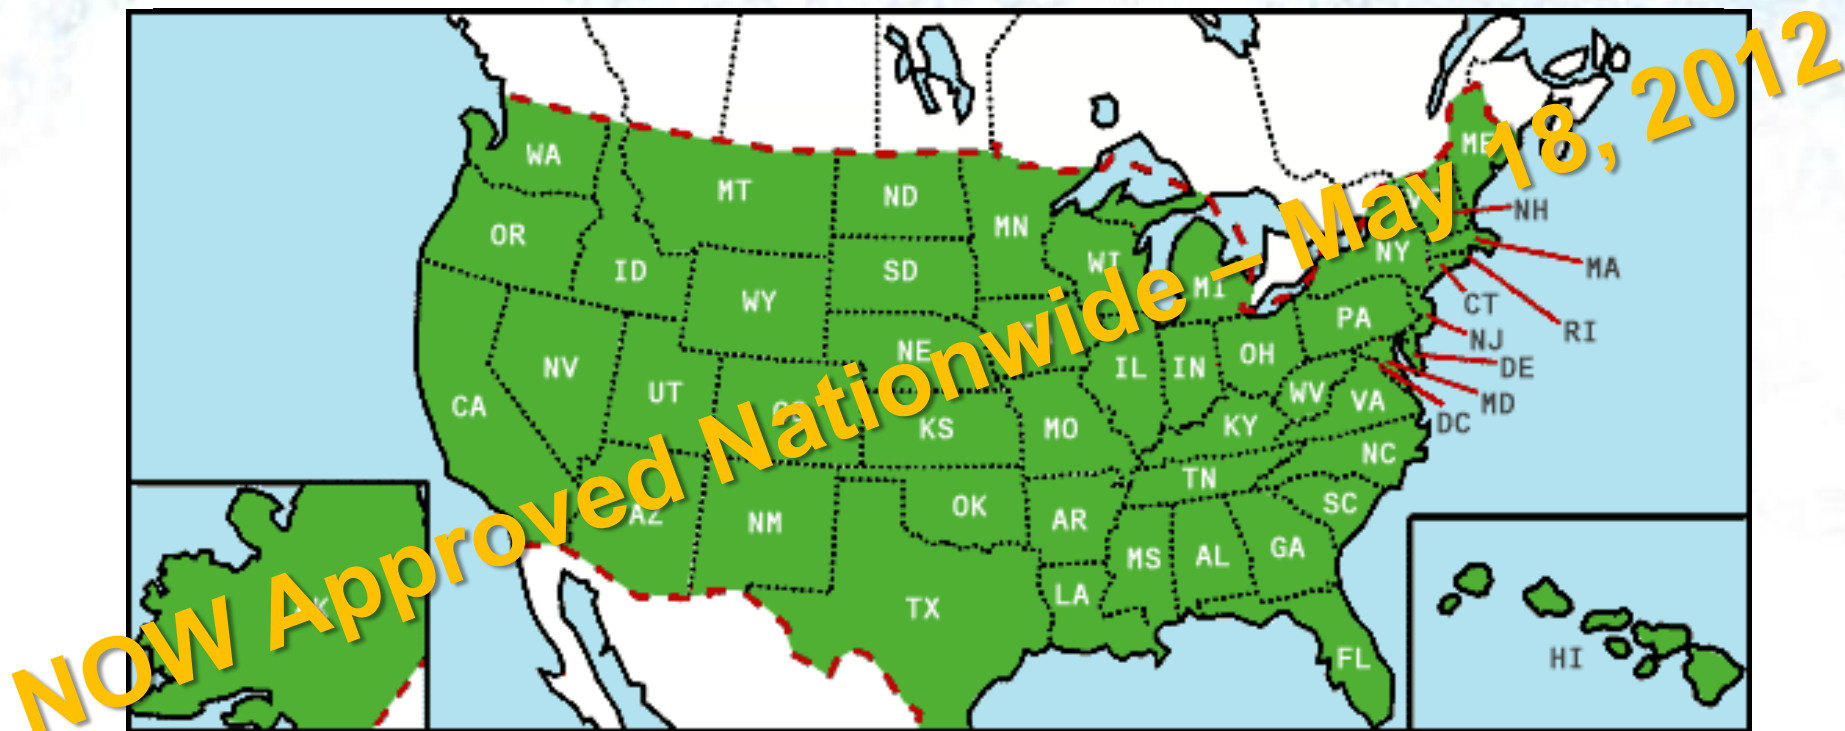 NOW Approved Nationwide – May 18, 2012
WA
MT
ND
MN
ME
NH
OR
ID
SD
WI
NY
MA
WY
MI
CT
RI
PA
NJ
NE
OH
IL
IN
DE
NV
UT
WV
VA
MD
CA
KS
MO
KY
DC
NC
TN
AZ
NM
OK
AR
SC
MS
AL
GA
LA
TX
FL
HI